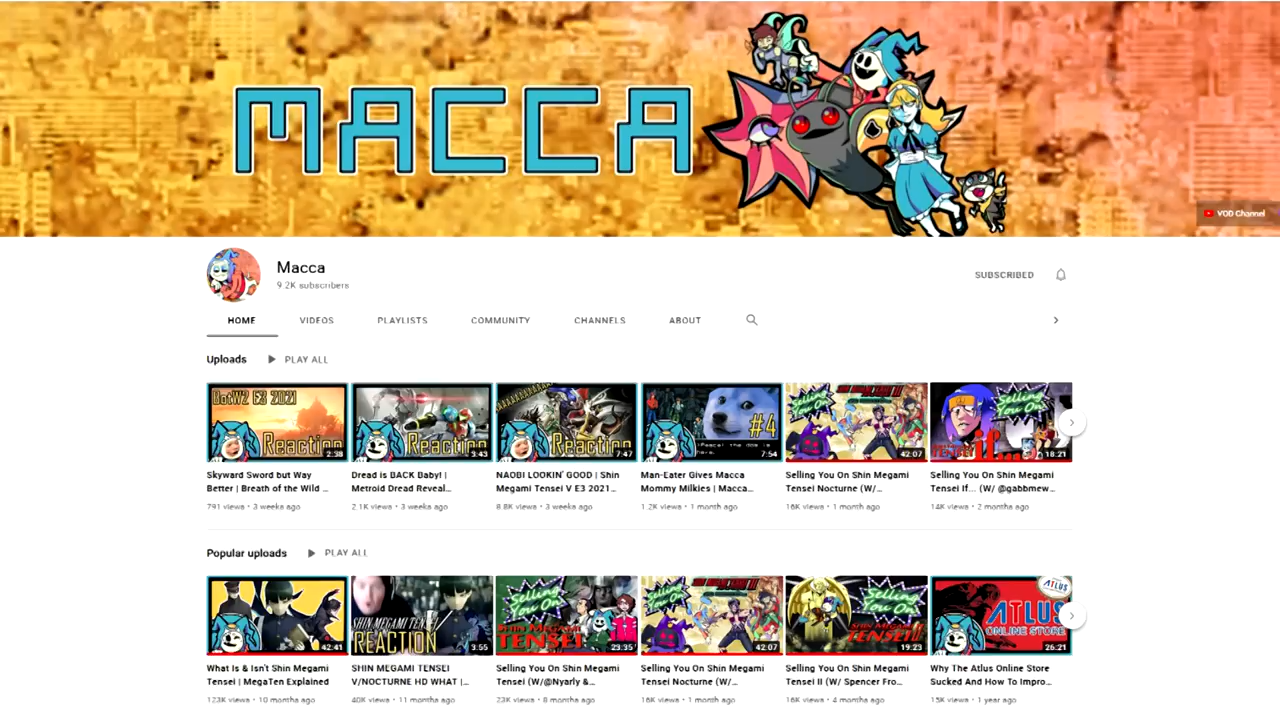 MACCA
VOD Channel
Macca
9.2K subscribers
SUBSCRIBED
HOME VIDEOS PLAYLISTS COMMUNITY CHANNELS ABOUT
Uploads PLAY ALL
BotW2 E3 2021
Reaction
2:38
Reaction
3:43
Reaction
7:47
#4
7:54
Selling You On
42:07
Selling You On
if...
18:21
Skyward Sword but Way
Better | Breath of the Wild ...
791 views • 3 weeks ago
Dread is BACK Baby! |
Metroid Dread Reveal...
2.1K views • 3 weeks ago
NAOBI LOOKIN' GOOD | Shin
Megami Tensei V E3 2021...
8.8K views • 3 weeks ago
Man-Eater Gives Macca
Mommy Milkies | Macca...
1.2K views • 1 month ago
Selling You On Shin Megami
Tensei Nocturne (W/...
16K views • 1 month ago
Selling You On Shin Megami
Tensei If... (W/ @gabbmew...
14K views • 2 months ago
Popular uploads PLAY ALL
42:41
SHIN MEGAMI TENSEI
REACTION
3:55
Selling You On
SHIN MEGAMI
TENSEI
23:35
Selling You On
42:07
Selling You On
SHIN MEGAMI
TENSEI II
19:23
ATLUS
ATLUS
ONLINE STORE
26:21
What Is & Isn't Shin Megami
Tensei | MegaTen Explained
123K views • 10 months ago
SHIN MEGAMI TENSEI
V/NOCTURNE HD WHAT |...
40K views • 11 months ago
Selling You On Shin Megami
Tensei (W/@Nyarly &...
23K views • 8 months ago
Selling You On Shin Megami
Tensei Nocturne (W/...
16K views • 1 month ago
Selling You On Shin Megami
Tensei II (W/ Spencer Fro...
16K views • 4 months ago
Why The Atlus Online Store
Sucked And How To Impro...
15K views • 1 year ago